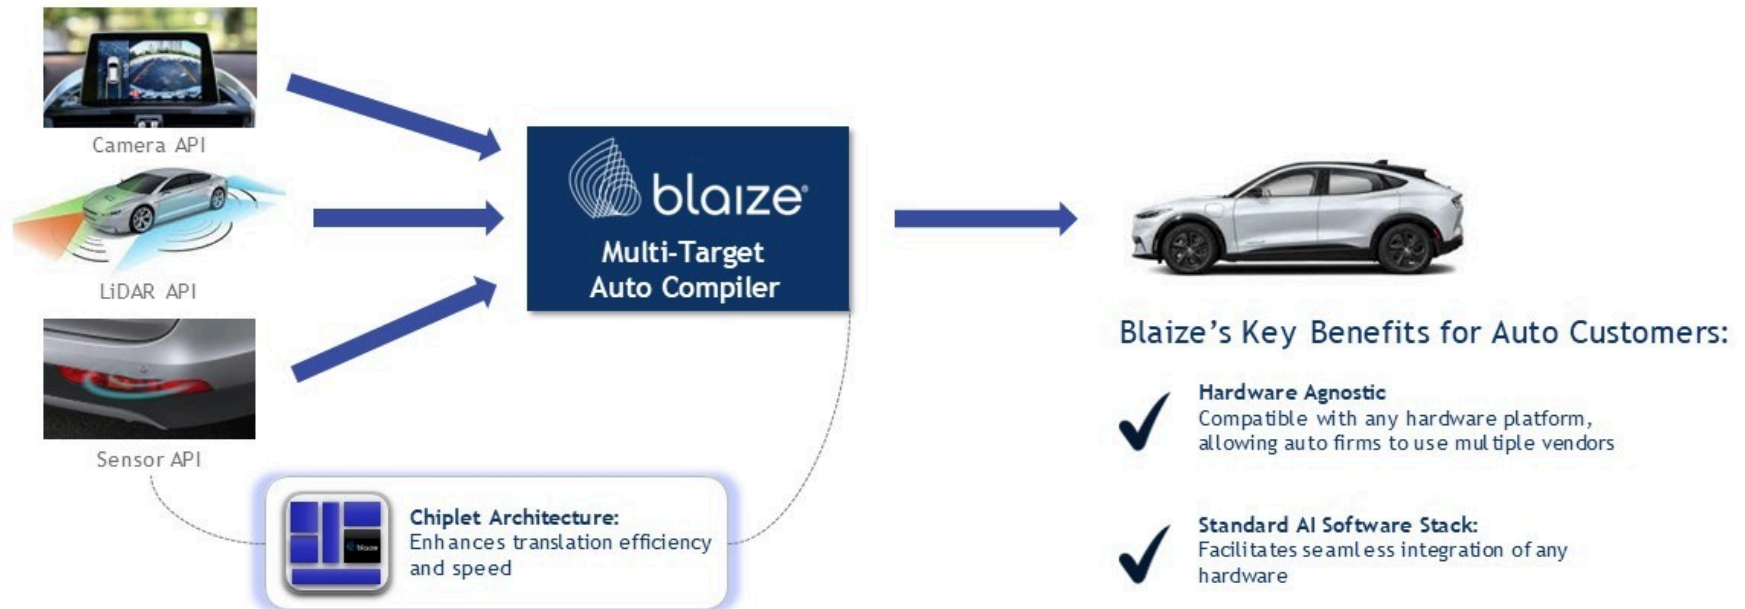 Camera API
LiDAR API
Sensor API
blaize®
Multi-Target
Auto Compiler
Chiplet Architecture:
Enhances translation efficiency
and speed
blaize
Blaize’s Key Benefits for Auto Customers:
Hardware Agnostic
Compatible with any hardware platform,
allowing auto firms to use multiple vendors
Standard AI Software Stack:
Facilitates seamless integration of any
hardware